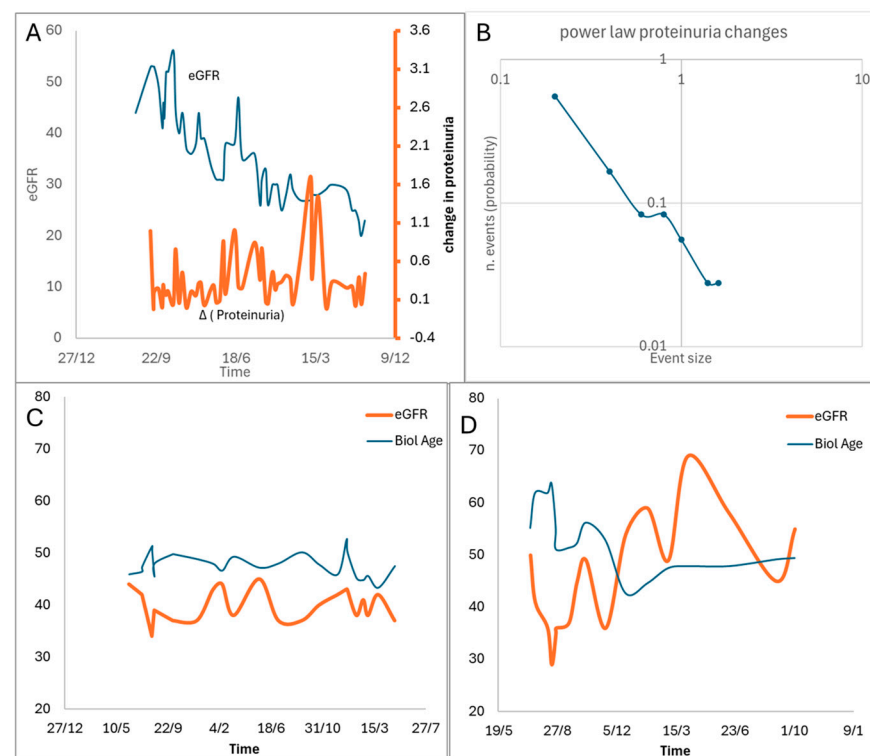 A
60
50
40
30
20
10
0
eGFR
eGFR
Δ ( Proteinuria)
3.6
3.1
2.6
2.1
1.6
1.1
0.6
0.1
-0.4
change in proteinuria
27/12 22/9 18/6 15/3 9/12
Time
B
power law proteinuria changes
0.1 1 10
1
0.1
0.01
n. events (probability)
Event size
C
80
70
60
50
40
30
20
eGFR
Biol Age
27/12 10/5 22/9 4/2 18/6 31/10 15/3 27/7
Time
D
80
70
60
50
40
30
20
eGFR
Biol Age
19/5 27/8 5/12 15/3 23/6 1/10 9/1
Time